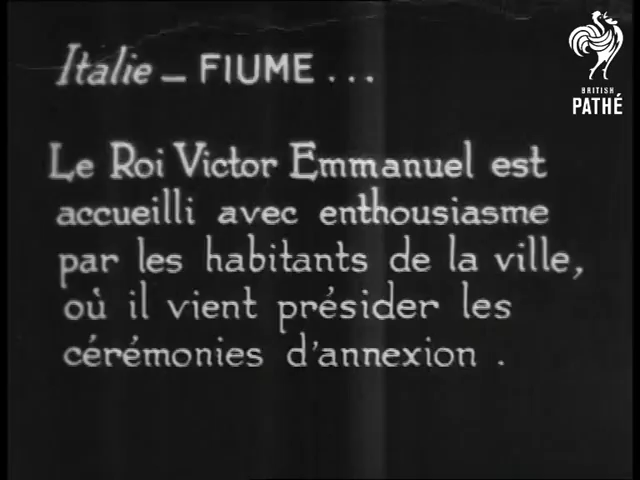 Italie - FIUME ...
BRITISH
PATHÉ
Le Roi Victor Emmanuel est
accueilli avec enthousiasme
par les habitants de la ville,
où il vient présider les
cérémonies d'annexion .